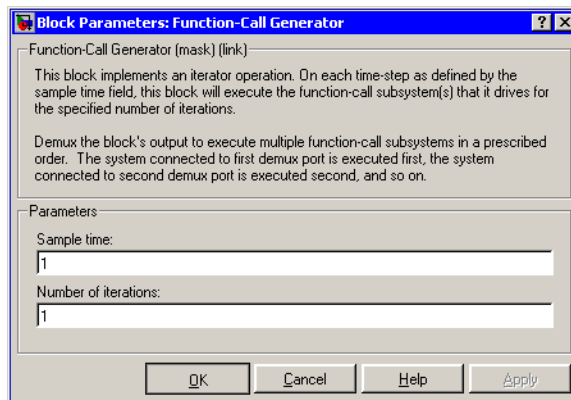 Block Parameters: Function-Call Generator
Function-Call Generator (mask) (link)
This block implements an iterator operation. On each time-step as defined by the
sample time field, this block will execute the function-call subsystem(s) that it drives for
the specified number of iterations.
Demux the block's output to execute multiple function-call subsystems in a prescribed
order. The system connected to first demux port is executed first, the system
connected to second demux port is executed second, and so on.
Parameters
Sample time:
1
Number of iterations:
1
OK Cancel Help Apply